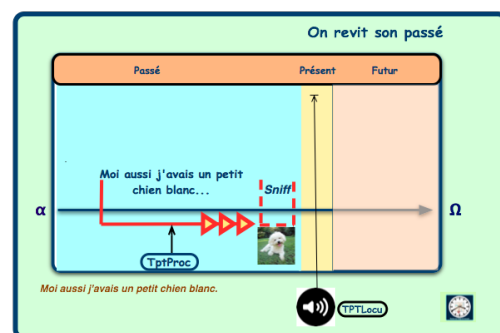 On revit son passé
Passé
Présent
Futur
Moi aussi j'avais un petit
chien blanc...
Sniff
α
Ω
TptProc
Moi aussi j'avais un petit chien blanc.
TPTLocu